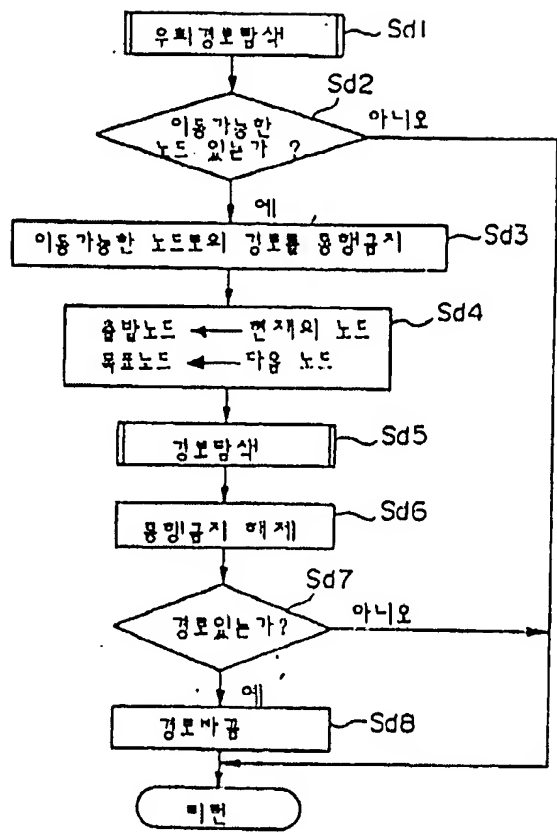 우회경로탐색
Sd1
Sd2
이동가능한
노드 있는가 ?
아니오
예
이동가능한 노드로의 경로를 통행금지
Sd3
Sd4
출발노드 ← 현재의 노드
목표노드 ← 다음 노드
경로탐색
Sd5
Sd6
통행금지 해제
Sd7
경로있는가?
아니오
예
경로바꿈
Sd8
리턴